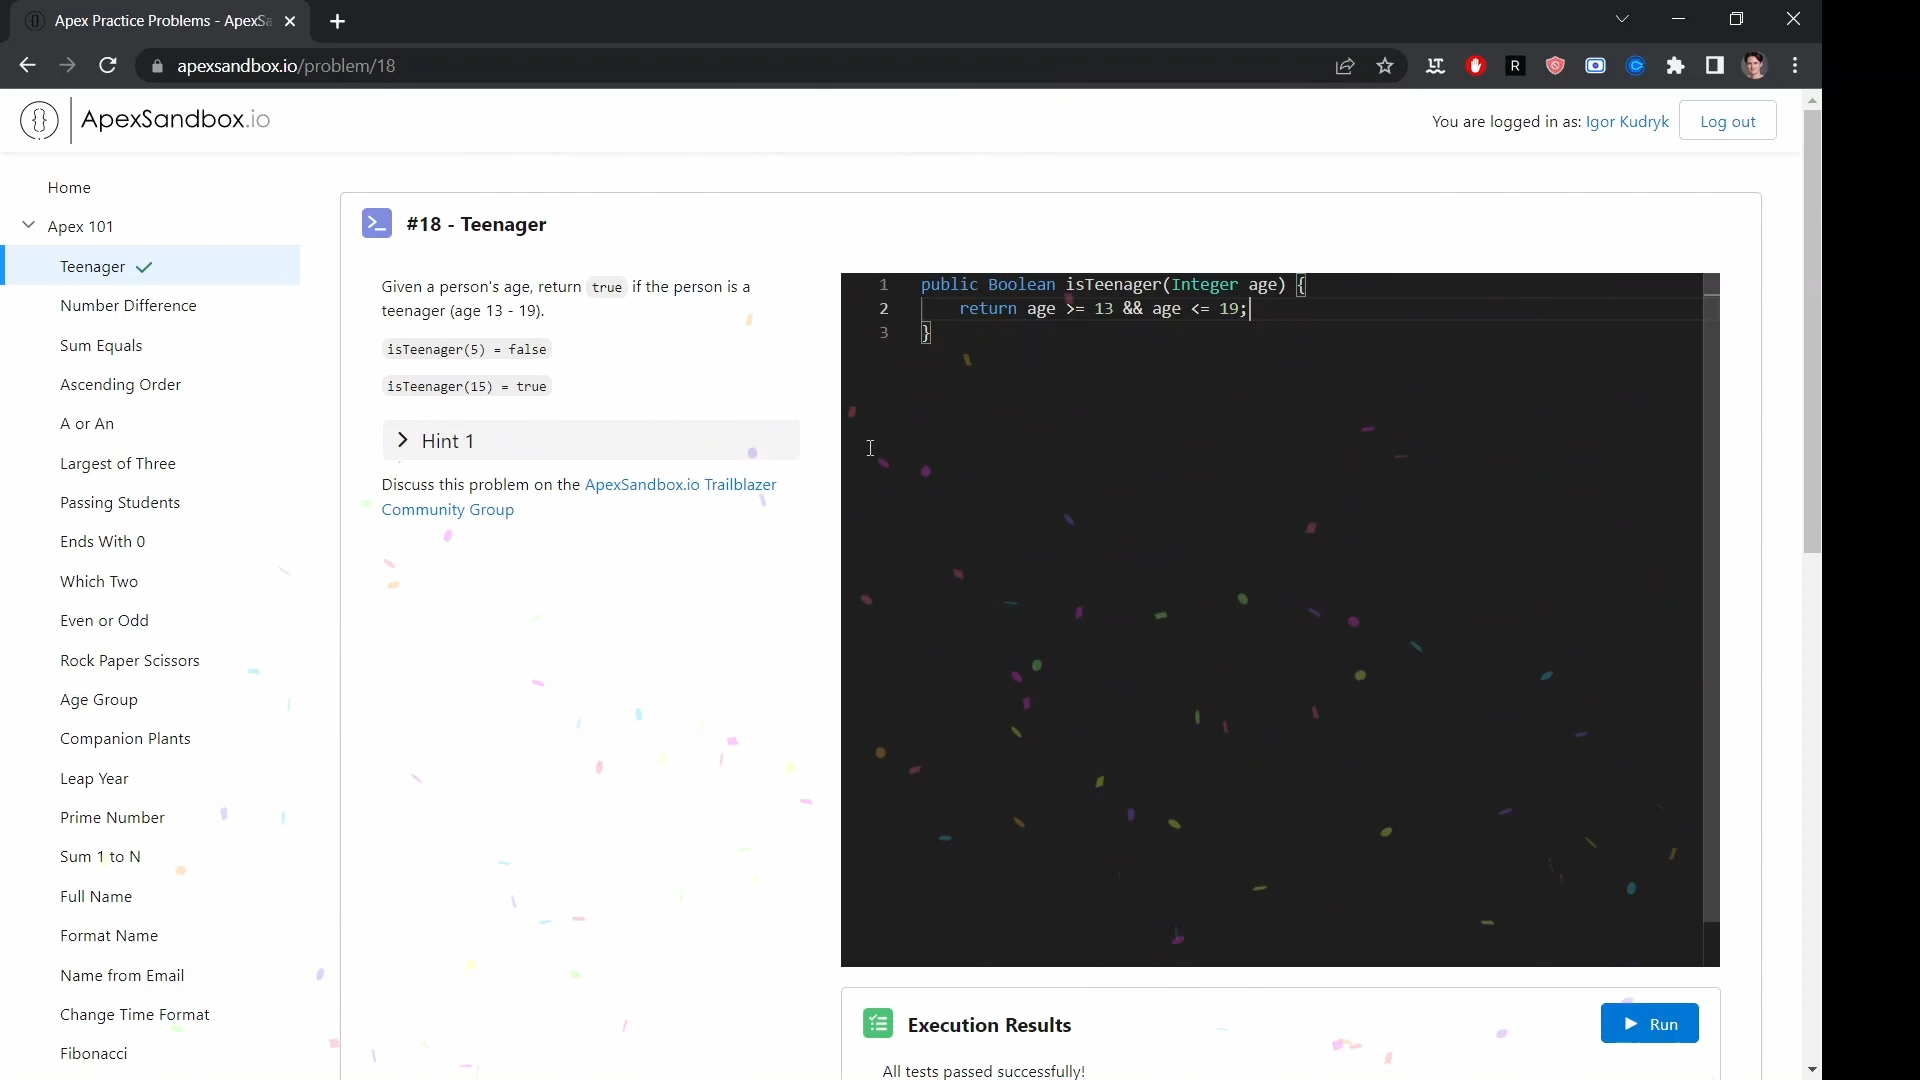 Apex Practice Problems - ApexSa
apexsandbox.io/problem/18
ApexSandbox.io
You are logged in as: Igor Kudryk
Log out
Home
Apex 101
Teenager
Number Difference
Sum Equals
Ascending Order
A or An
Largest of Three
Passing Students
Ends With 0
Which Two
Even or Odd
Rock Paper Scissors
Age Group
Companion Plants
Leap Year
Prime Number
Sum 1 to N
Full Name
Format Name
Name from Email
Change Time Format
Fibonacci
#18 - Teenager
Given a person's age, return true if the person is a
teenager (age 13 - 19).
isTeenager(5) = false
isTeenager(15) = true
Hint 1
Discuss this problem on the ApexSandbox.io Trailblazer
Community Group
1 public Boolean isTeenager(Integer age) {
2 return age >= 13 && age <= 19;
3 }
Execution Results
Run
All tests passed successfully!